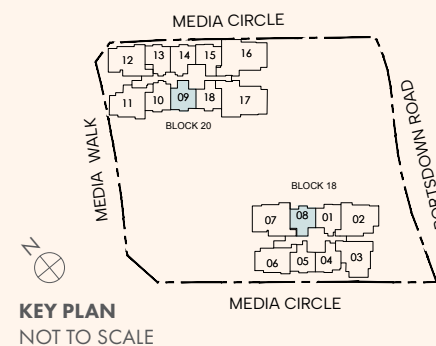 MEDIA CIRCLE
12 13 14 15 16
11 10 09 18 17
BLOCK 20
MEDIA WALK
PORTSDOWN ROAD
BLOCK 18
07 08 01 02
06 05 04 03
N
MEDIA CIRCLE
KEY PLAN
NOT TO SCALE